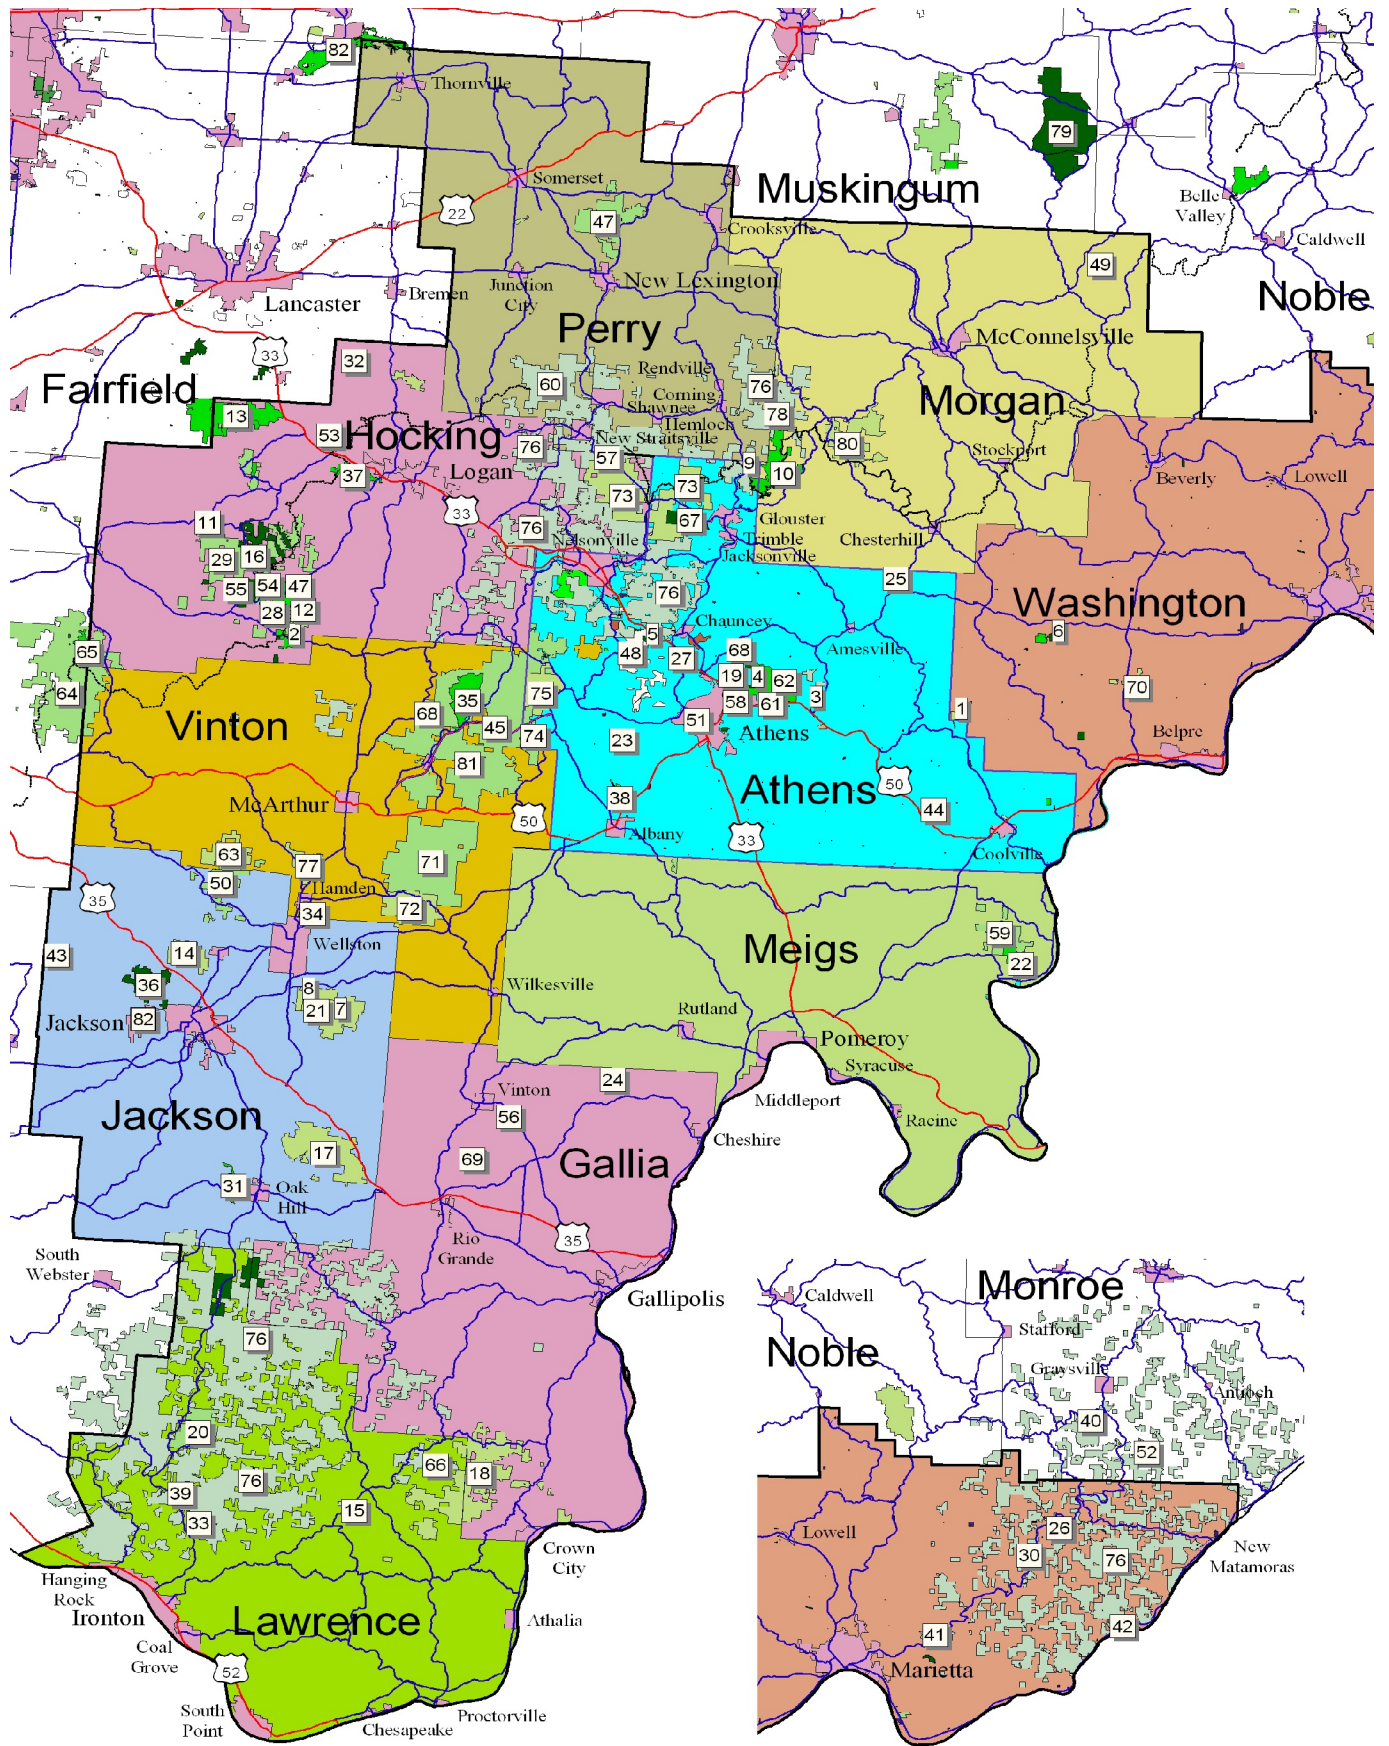 82
Thornville
79
Somerset
Muskingum
Belle
Valley
22
47
Crooksville
Caldwell
49
Lancaster
Bremen
Junction
City
New Lexington
Noble
Perry
McConnelsville
33
32
Rendville
Fairfield
60
76
Corning
Morgan
13
Shawnee
78
Hemloch
53
Hocking
New Straitsville
80
76
Stockport
57
9
37
Logan
10
Beverly
Lowell
73
73
33
11
67
Glouster
76
Nelsonville
Trimble
Chesterhill
Jacksonville
29
16
25
55
54
47
76
Washington
28
12
Chauncey
2
5
6
65
48
27
68
Amesville
64
19
4
62
70
35
75
58
61
3
1
68
Vinton
45
51
Belpre
74
23
Athens
81
50
Athens
McArthur
38
44
50
33
Albany
Coolville
63
71
77
50
Hamden
35
72
34
59
Wellston
Meigs
43
14
22
36
8
Wilkesville
21
7
Jackson
82
Rutland
Pomeroy
Syracuse
24
Vinton
Middleport
56
Jackson
Racine
Cheshire
17
69
Gallia
31
Oak
Hill
Rio
Grande
35
South
Webster
Monroe
Gallipolis
Caldwell
Stafford
76
Noble
Graysville
Antioch
40
20
52
66
18
76
39
15
33
26
Lowell
New
Matamoras
Crown
City
30
76
Hanging
Rock
Ironton
Lawrence
Athalia
42
41
Coal
Grove
52
Marietta
South
Point
Proctorville
Chesapeake